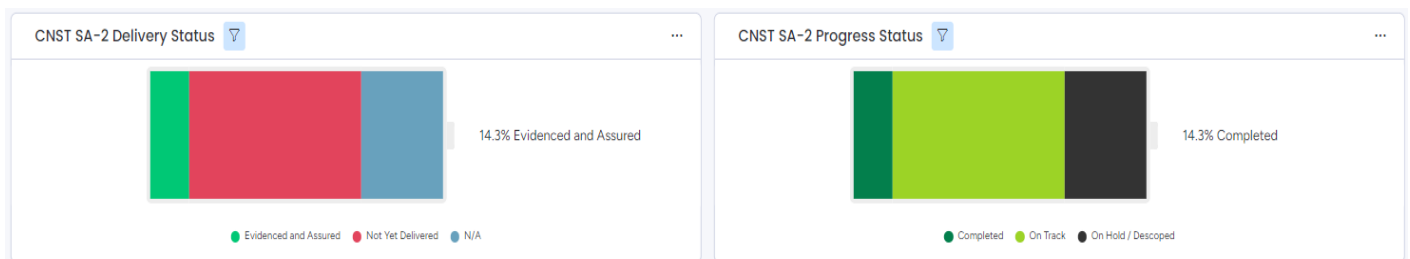 CNST SA-2 Delivery Status
14.3% Evidenced and Assured
Evidenced and Assured Not Yet Delivered N/A
CNST SA-2 Progress Status
14.3% Completed
Completed On Track On Hold / Descoped